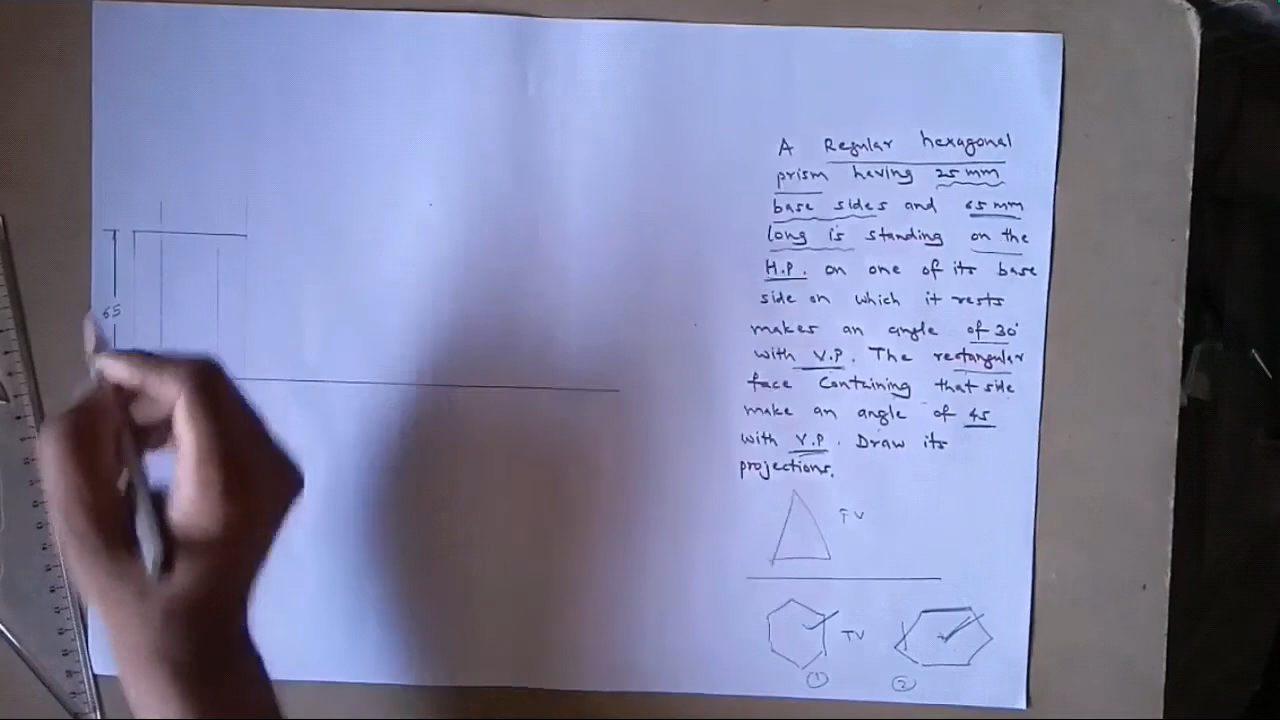 A Regular hexagonal
prism having 25 mm
base sides and 65 mm
long is standing on the
H.P. on one of its base
side on which it rests
makes an angle of 30°
with V.P. The rectangular
face Containing that side
make an angle of 45
with V.P. Draw its
projections.
65
TV
TV
1
2